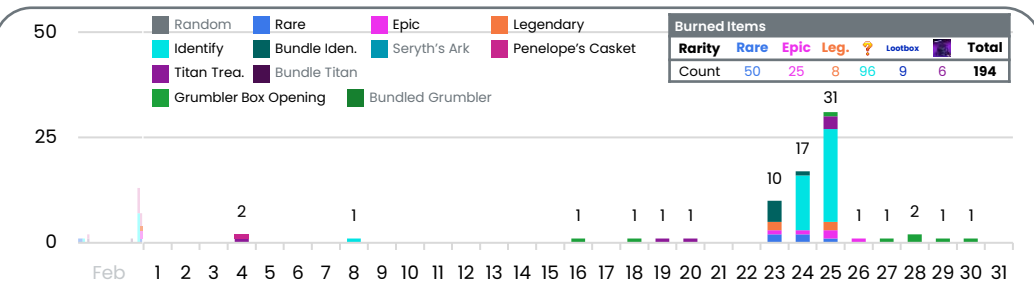 50
Random Rare Epic Legendary
Identify Bundle Iden. Seryth's Ark Penelope's Casket
Titan Trea. Bundle Titan
Grumbler Box Opening Bundled Grumbler
Burned Items
Rarity Rare Epic Leg. ? Lootbox Total
Count 50 25 8 96 9 6 194
31
25
17
10
2 1 1 1 1 1 1 1 2 1 1
0
Feb 1 2 3 4 5 6 7 8 9 10 11 12 13 14 15 16 17 18 19 20 21 22 23 24 25 26 27 28 29 30 31